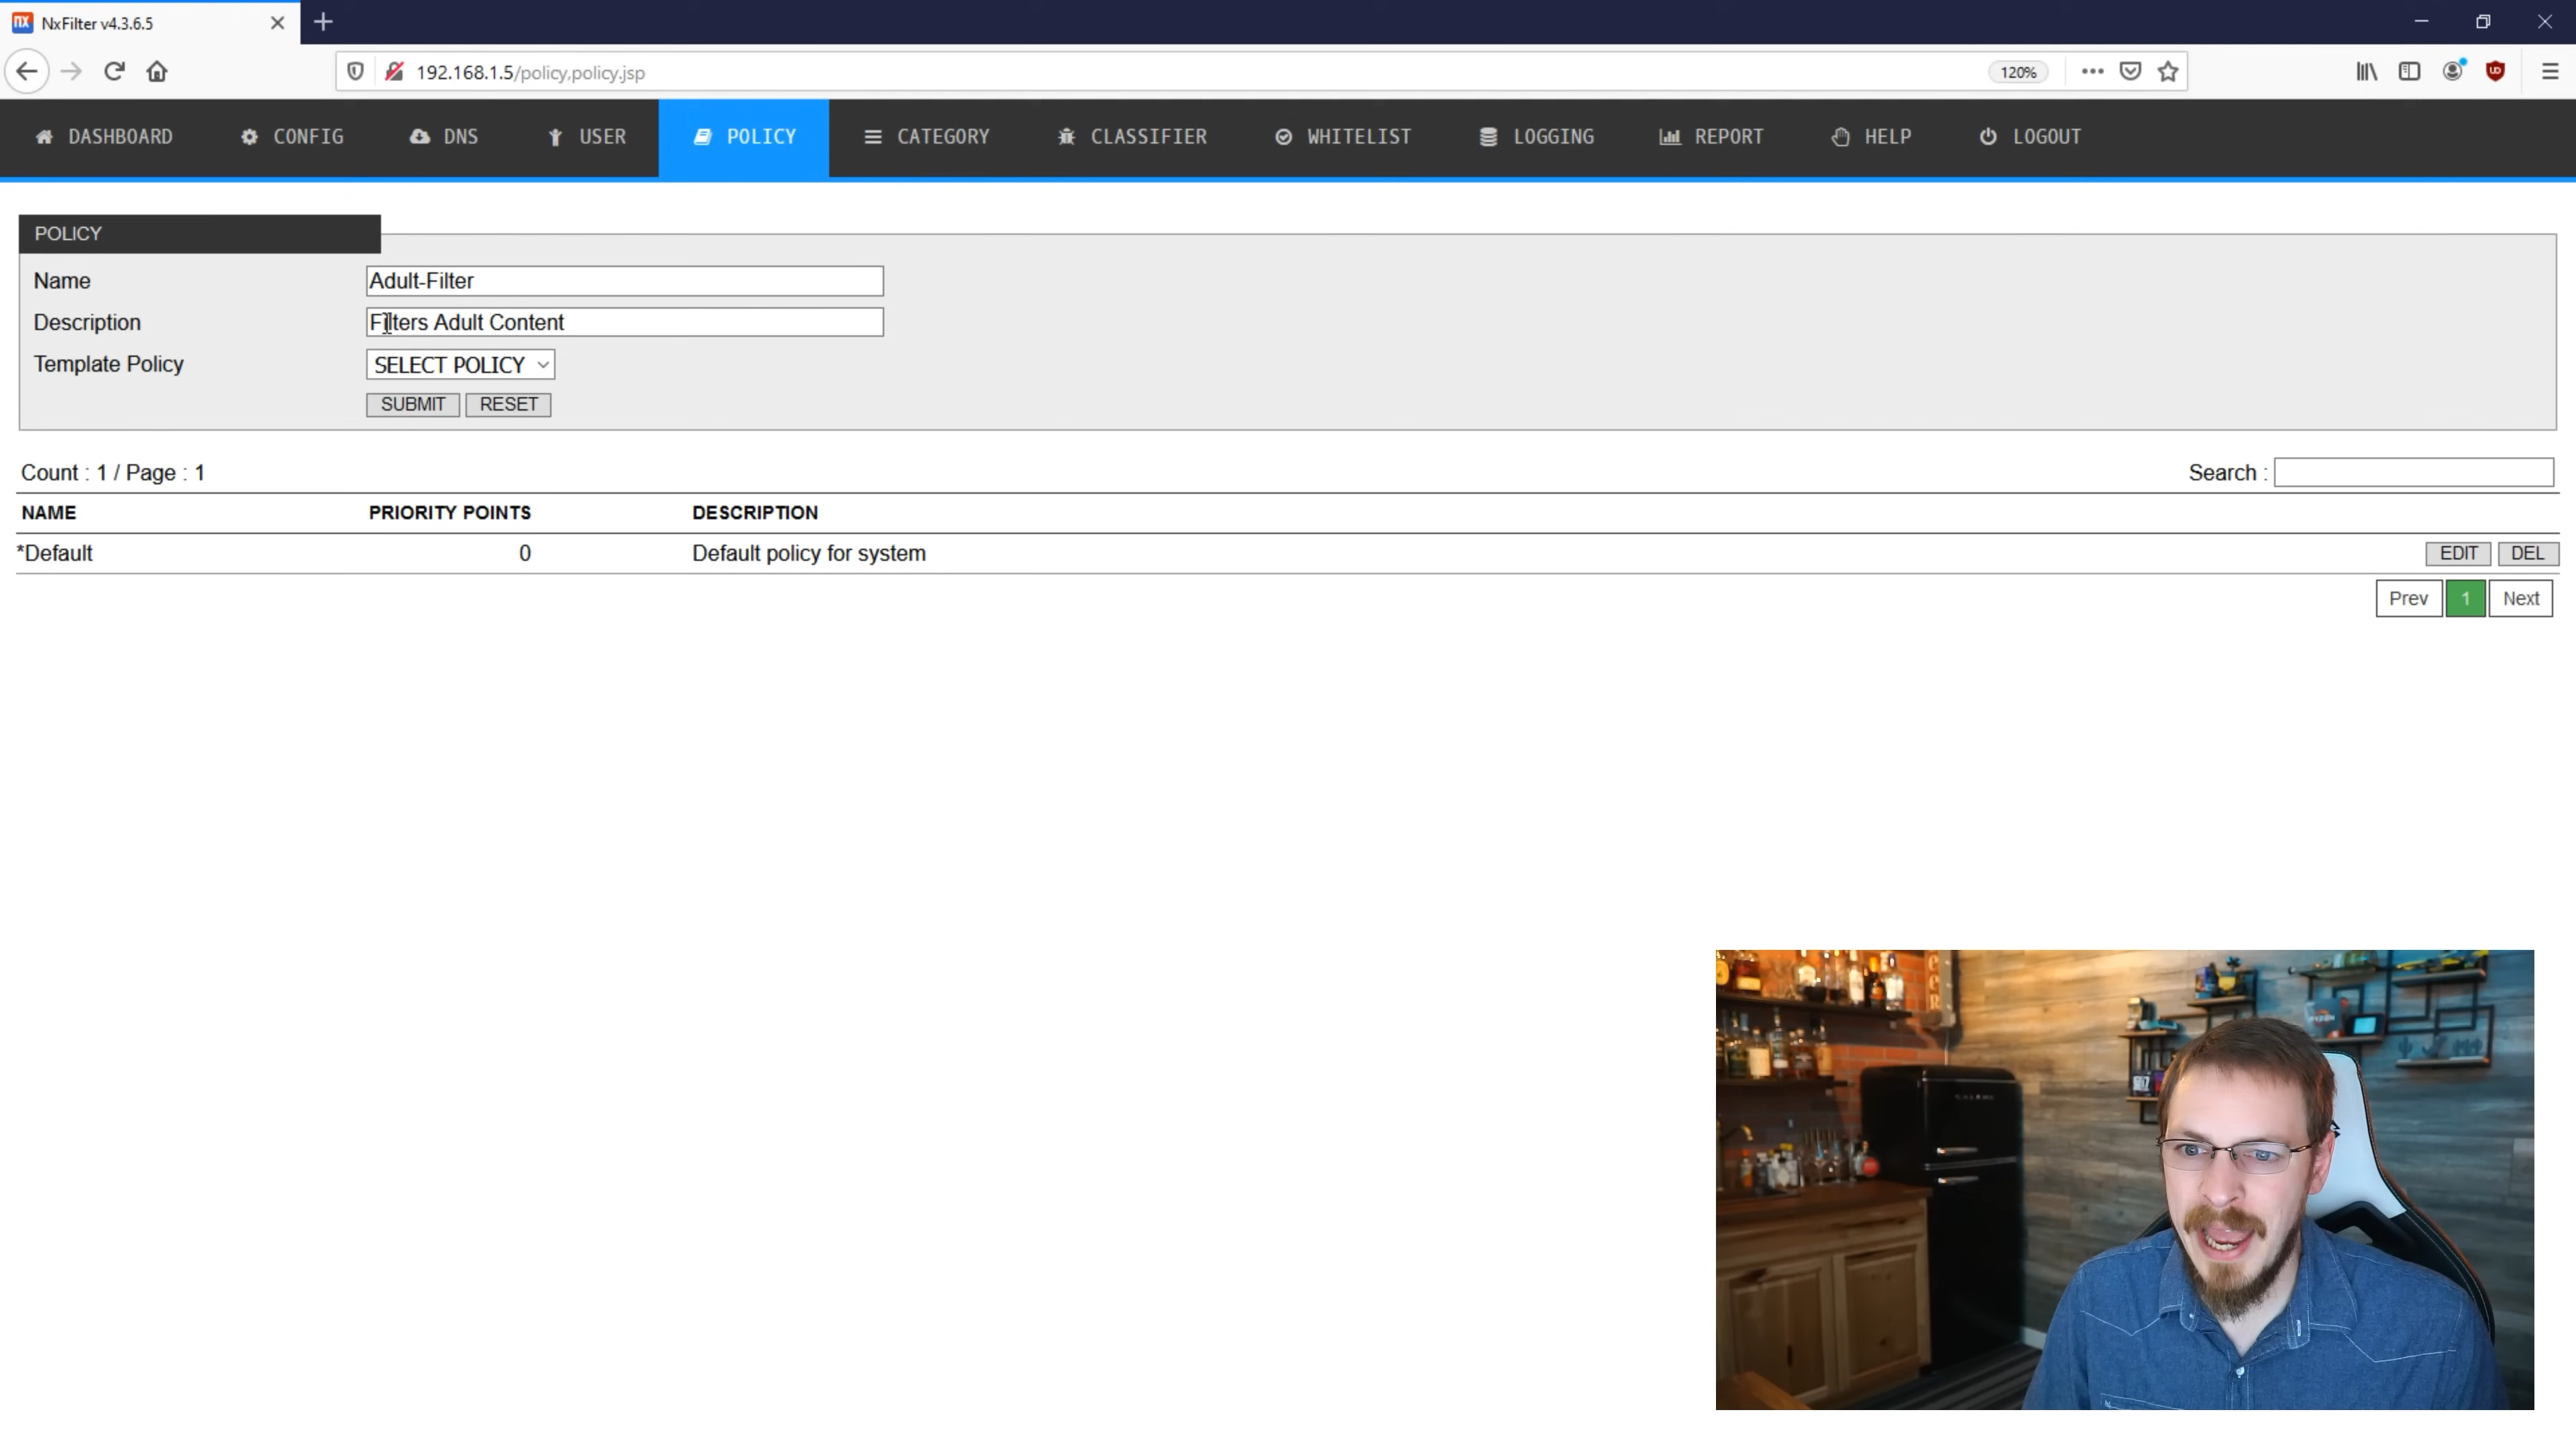 NxFilter v4.3.6.5
192.168.1.5/policy,policy.jsp
120%
DASHBOARD CONFIG DNS USER POLICY CATEGORY CLASSIFIER WHITELIST LOGGING REPORT HELP LOGOUT
POLICY
Name Adult-Filter
Description Filters Adult Content
Template Policy SELECT POLICY
SUBMIT RESET
Count : 1 / Page : 1 Search :
NAME PRIORITY POINTS DESCRIPTION
*Default 0 Default policy for system EDIT DEL
Prev 1 Next